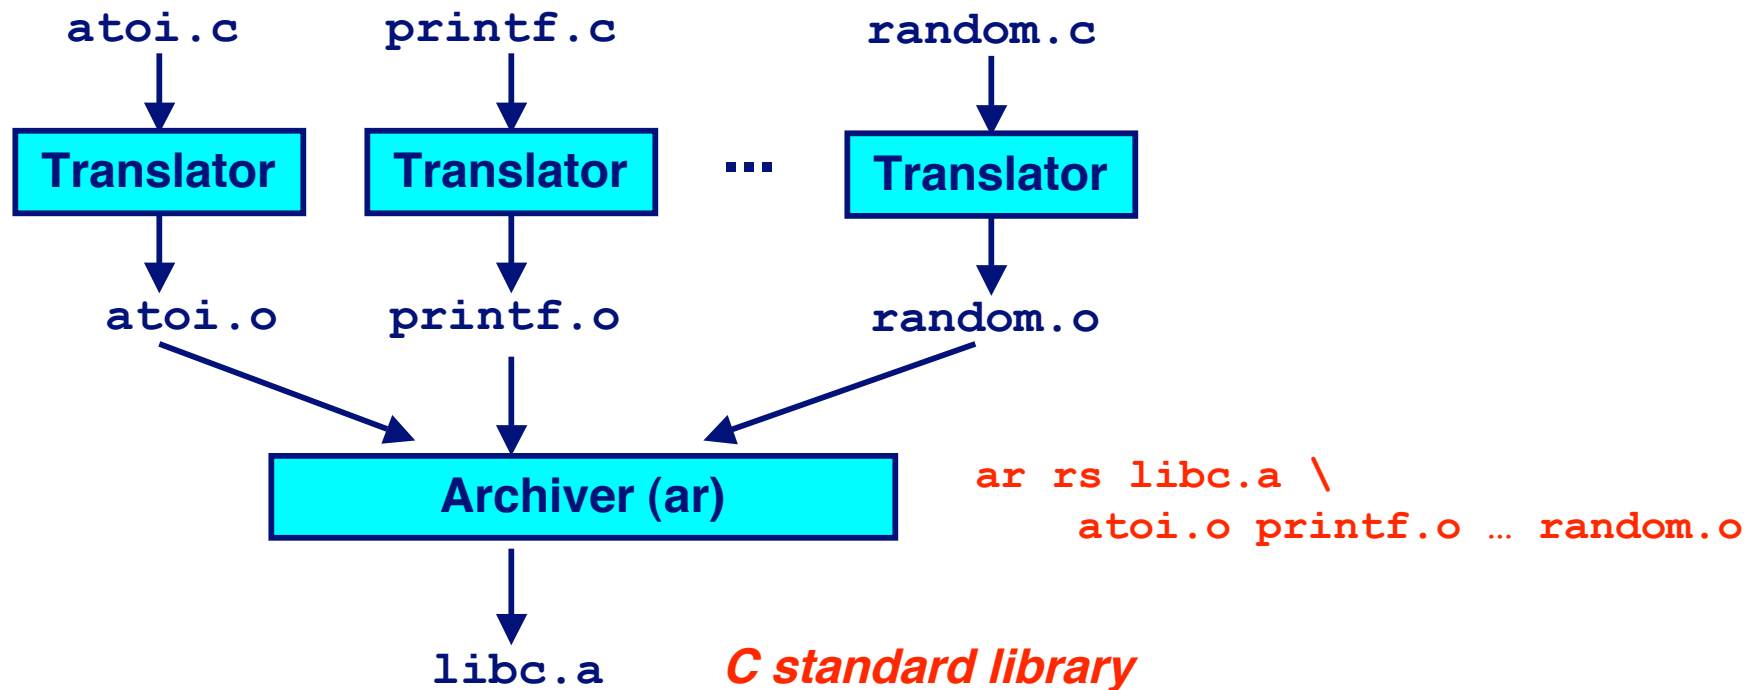 atoi.c printf.c random.c
Translator Translator ... Translator
atoi.o printf.o random.o
Archiver (ar)
ar rs libc.a \
atoi.o printf.o … random.o
libc.a C standard library